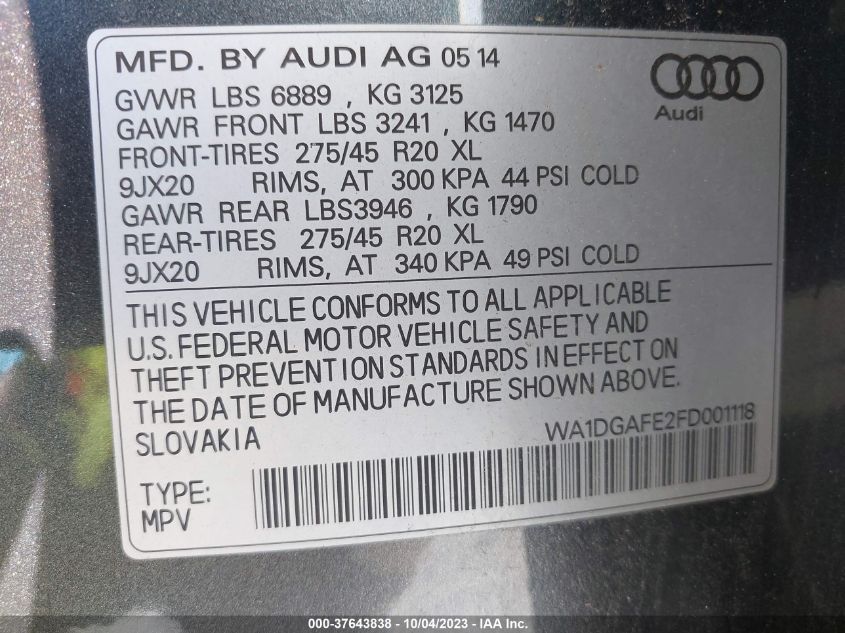 MFD. BY AUDI AG 05 14
Audi
GVWR LBS 6889 , KG 3125
GAWR FRONT LBS 3241 , KG 1470
FRONT-TIRES 275/45 R20 XL
9JX20 RIMS, AT 300 KPA 44 PSI COLD
GAWR REAR LBS3946 , KG 1790
REAR-TIRES 275/45 R20 XL
9JX20 RIMS, AT 340 KPA 49 PSI COLD
THIS VEHICLE CONFORMS TO ALL APPLICABLE
U.S. FEDERAL MOTOR VEHICLE SAFETY AND
THEFT PREVENTION STANDARDS IN EFFECT ON
THE DATE OF MANUFACTURE SHOWN ABOVE.
SLOVAKIA WA1DGAFE2FD001118
TYPE:
MPV
000-37643838 - 10/04/2023 - IAA Inc.